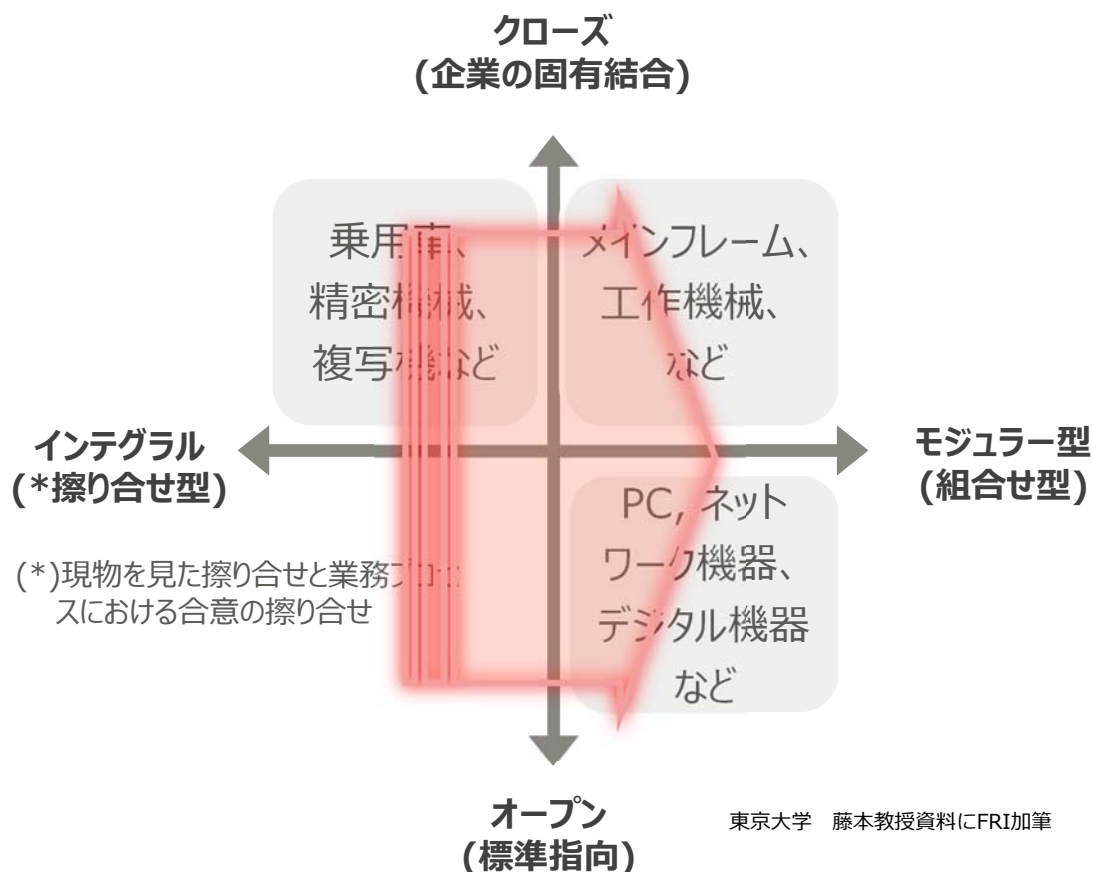 クローズ
(企業の固有結合)
乗用車、
精密機械、
複写機など
メインフレーム、
工作機械、
など
インテグラル
(*擦り合せ型)
モジュラー型
(組合せ型)
(*)現物を見た擦り合せと業務プロセ
スにおける合意の擦り合せ
PC, ネット
ワーク機器、
デジタル機器
など
オープン
(標準指向)
東京大学　藤本教授資料にFRI加筆